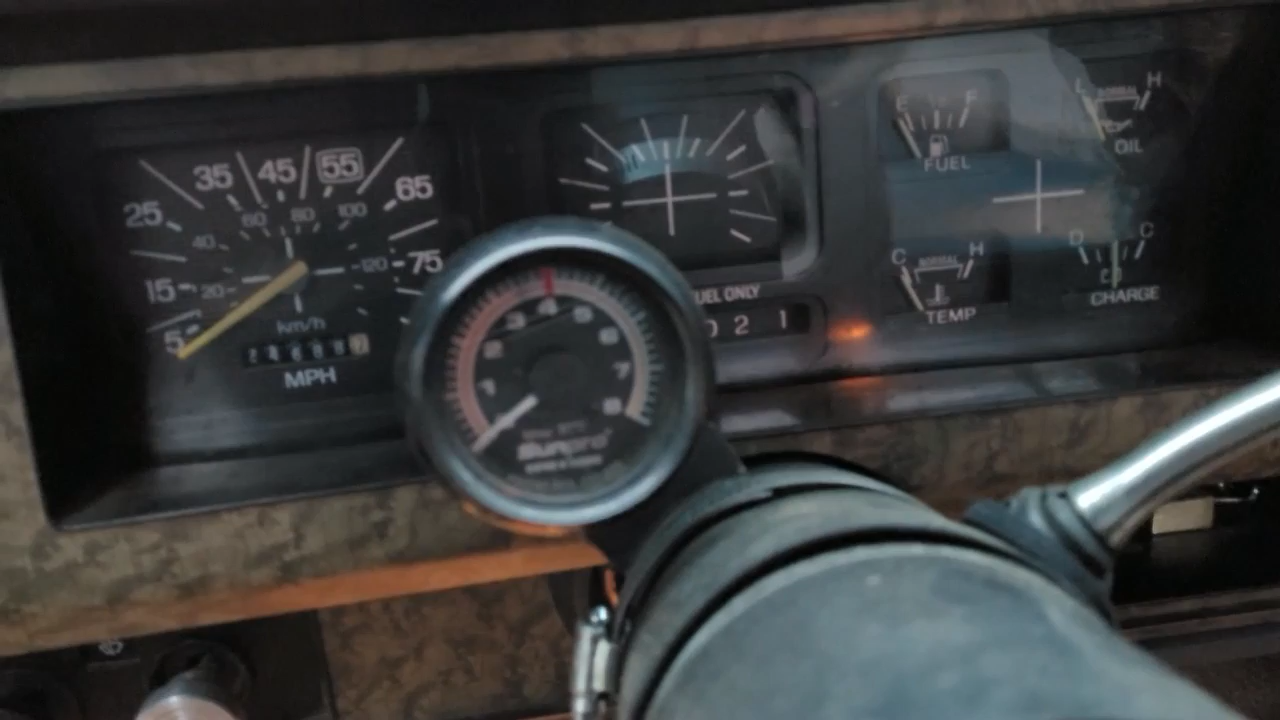 5 15 25 35 45 55 65 75
20 40 60 80 100 120
km/h
MPH
1 2 3 4 5 6 7 8
Sunpro
UEL ONLY
0 2 1
E F
FUEL
L NORMAL H
OIL
C NORMAL H
TEMP
D C
CHARGE